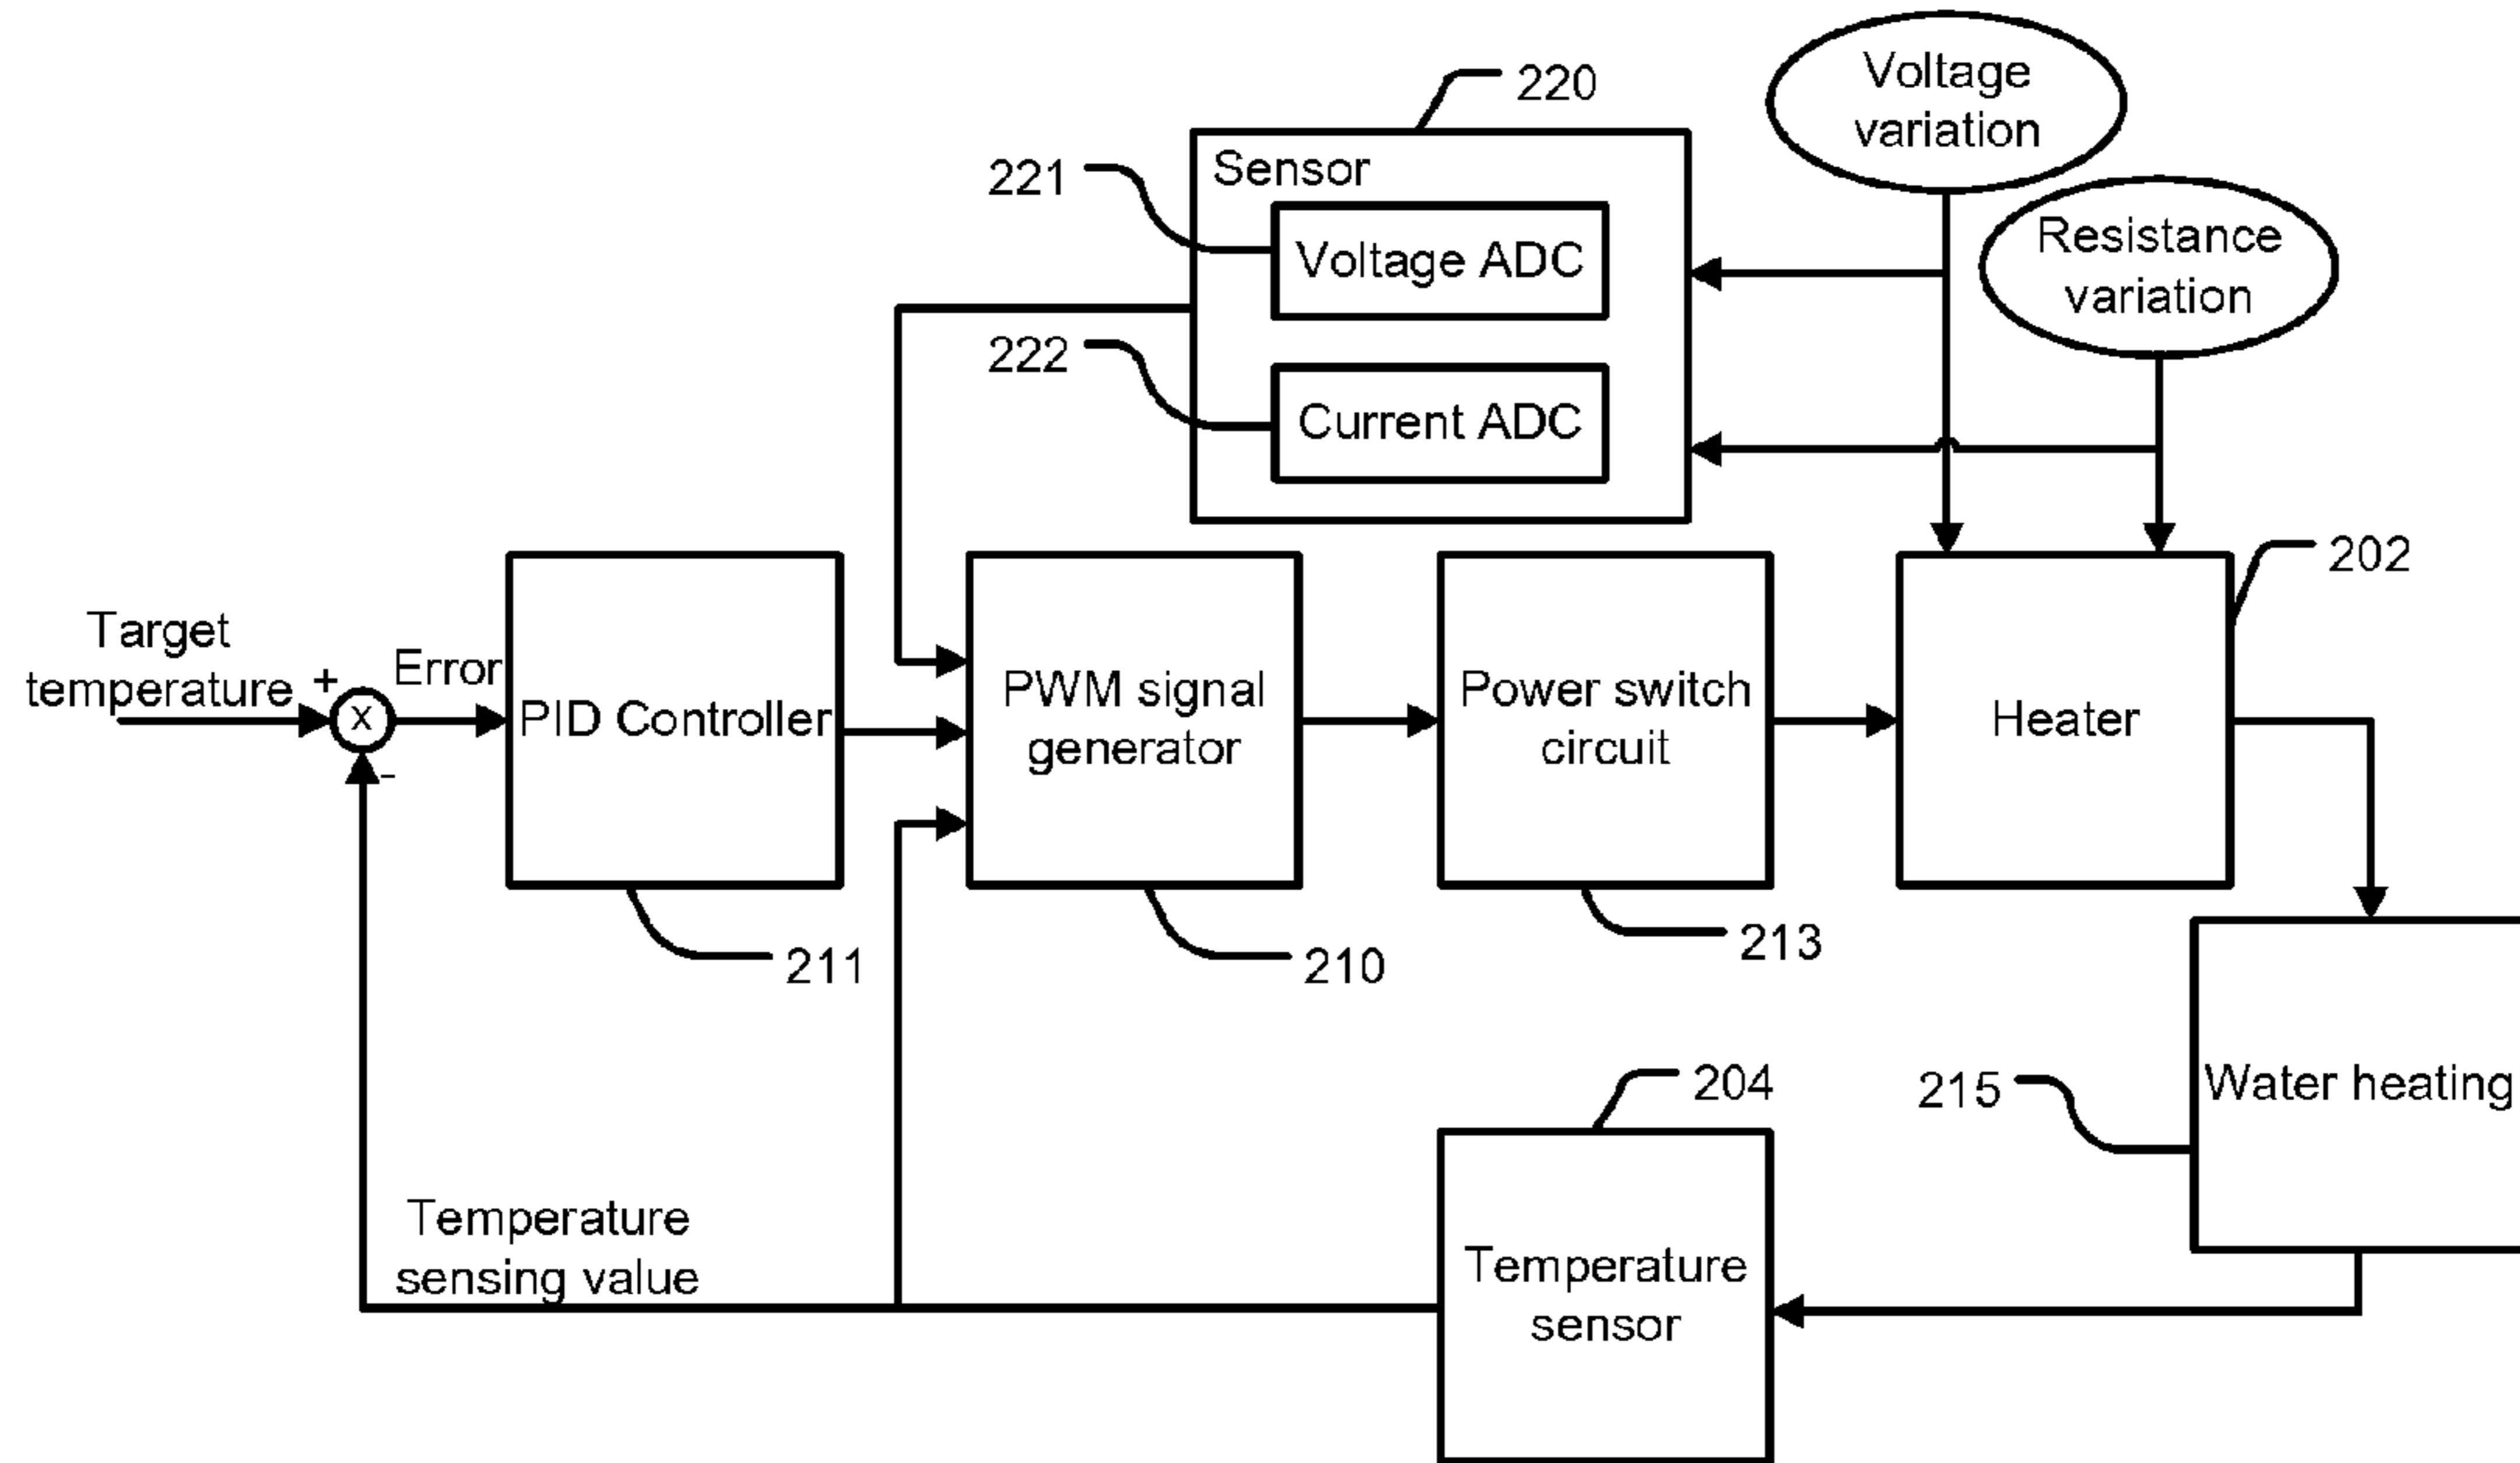 Voltage
variation
220
Sensor
221
Voltage ADC
Resistance
variation
222
Current ADC
202
Target
temperature
+
Error
x
-
PID Controller
PWM signal
generator
Power switch
circuit
Heater
211
210
213
204
215
Water heating
Temperature
sensing value
Temperature
sensor